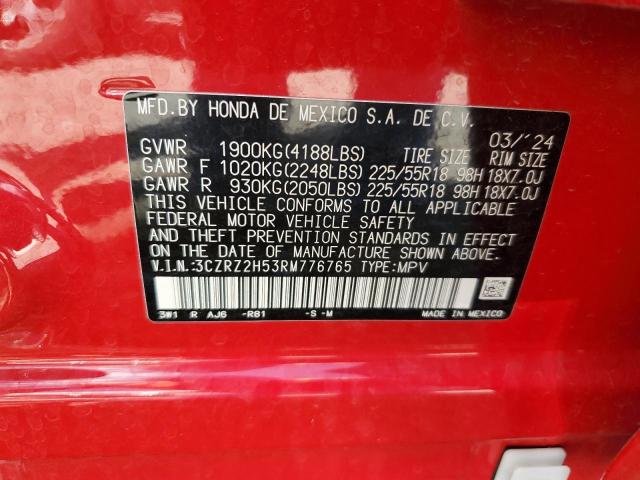 MFD.BY HONDA DE MEXICO S.A. DE C.V.
03/'24
GVWR 1900KG(4188LBS) TIRE SIZE RIM SIZE
GAWR F 1020KG(2248LBS) 225/55R18 98H 18X7.0J
GAWR R 930KG(2050LBS) 225/55R18 98H 18X7.0J
THIS VEHICLE CONFORMS TO ALL APPLICABLE
FEDERAL MOTOR VEHICLE SAFETY
AND THEFT PREVENTION STANDARDS IN EFFECT
ON THE DATE OF MANUFACTURE SHOWN ABOVE.
V.I.N.:3CZRZ2H53RM776765 TYPE:MPV
3W1 R AJ6 -R81 -S -M MADE IN MEXICO